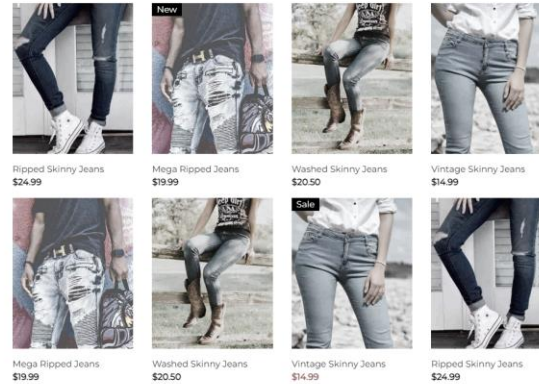 New
Ripped Skinny Jeans
$24.99
Mega Ripped Jeans
$19.99
Washed Skinny Jeans
$20.50
Vintage Skinny Jeans
$14.99
Sale
Mega Ripped Jeans
$19.99
Washed Skinny Jeans
$20.50
Vintage Skinny Jeans
$14.99
Ripped Skinny Jeans
$24.99